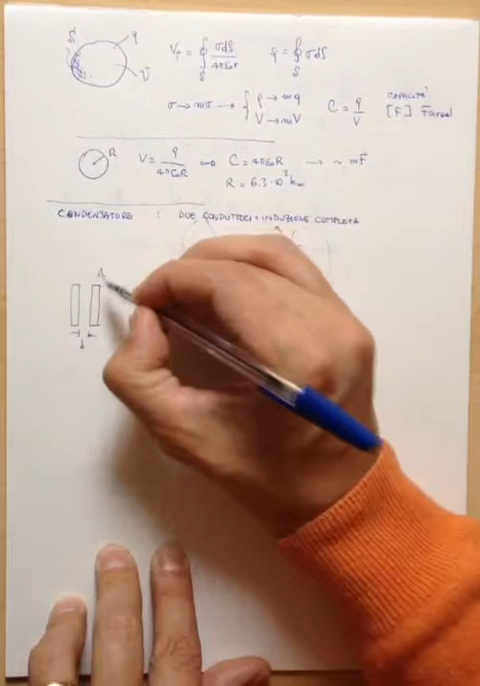 S q V V_P = ∮_S σdS / 4πε₀r q = ∮_S σdS
σ → mσ → { q → mq C = q/V CAPACITÀ
V → mV [F] Farad
R V = q / 4πε₀R ⇒ C = 4πε₀R → ~ mF
R = 6.3·10³ km
CONDENSATORE : DUE CONDUTTORI + INDUZIONE COMPLETA
A
d